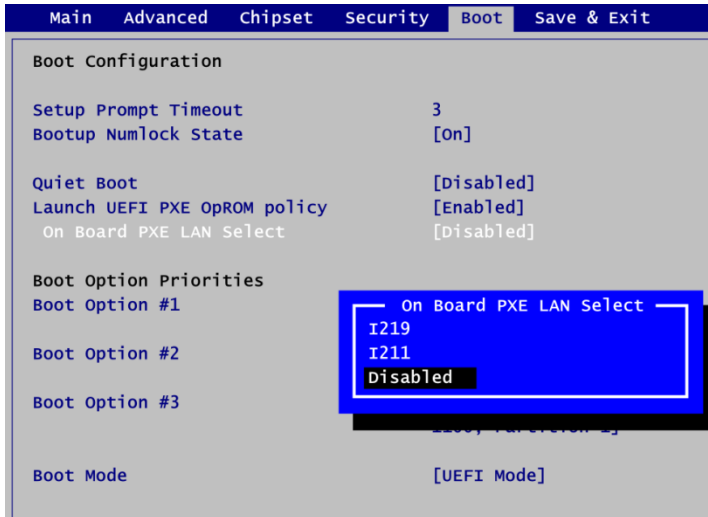 Main Advanced Chipset Security Boot Save & Exit
Boot Configuration
Setup Prompt Timeout 3
Bootup Numlock State [On]
Quiet Boot [Disabled]
Launch UEFI PXE OpROM policy [Enabled]
On Board PXE LAN Select [Disabled]
Boot Option Priorities
Boot Option #1
On Board PXE LAN Select
I219
I211
Disabled
Boot Option #2
Boot Option #3
Boot Mode [UEFI Mode]